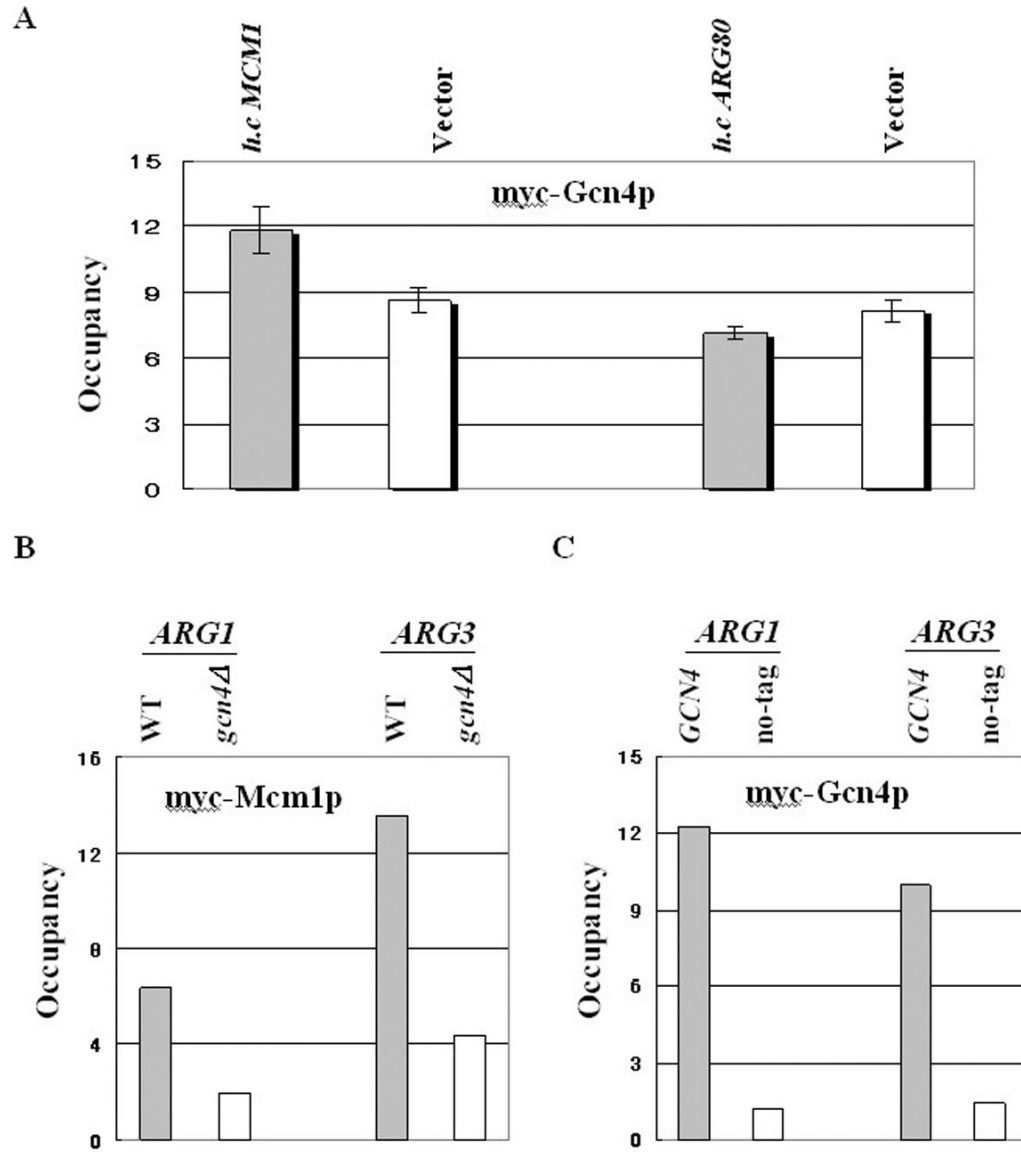 A
h.c MCM1
Vector
h.c ARG80
Vector
myc-Gcn4p
Occupancy
15
12
9
6
3
0
B
ARG1
ARG3
WT
gcn4Δ
WT
gcn4Δ
myc-Mcm1p
Occupancy
16
12
8
4
0
C
ARG1
ARG3
GCN4
no-tag
GCN4
no-tag
myc-Gcn4p
Occupancy
15
12
9
6
3
0